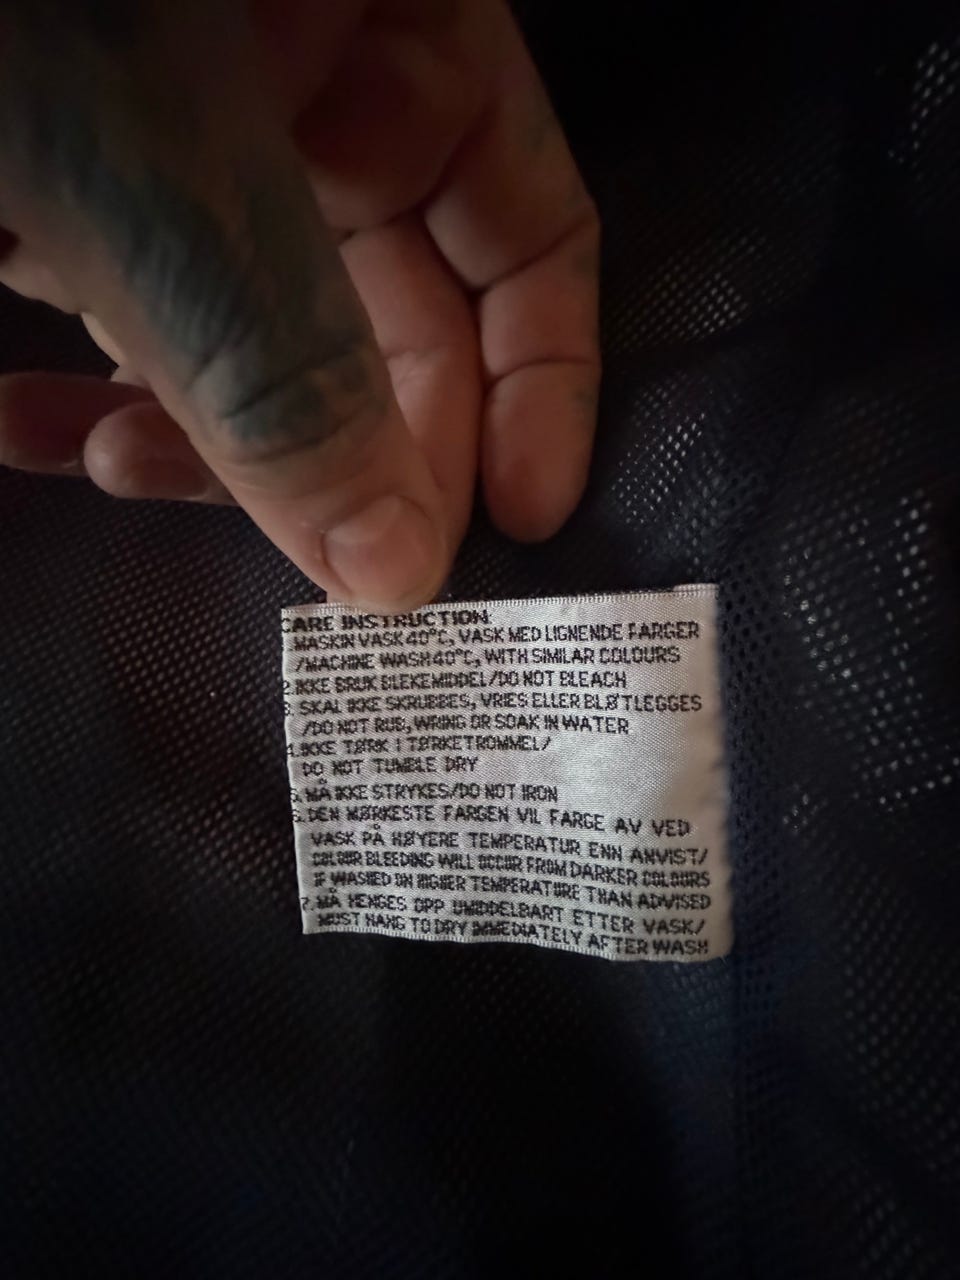 CARE INSTRUCTION:
MASKIN VASK 40°C, VASK MED LIGNENDE FARGER
/MACHINE WASH 40°C, WITH SIMILAR COLOURS
2. IKKE BRUK BLEKEMIDDEL/DO NOT BLEACH
3. SKAL IKKE SKRUBBES, VRIES ELLER BLØTLEGGES
/DO NOT RUB, WRING OR SOAK IN WATER
4. IKKE TØRK I TØRKETROMMEL/
DO NOT TUMBLE DRY
5. MÅ IKKE STRYKES/DO NOT IRON
6. DEN MØRKESTE FARGEN VIL FARGE AV VED
VASK PÅ HØYERE TEMPERATUR ENN ANVIST/
COLOUR BLEEDING WILL OCCUR FROM DARKER COLOURS
IF WASHED ON HIGHER TEMPERATURE THAN ADVISED
7. MÅ HENGES OPP UMIDDELBART ETTER VASK/
MUST HANG TO DRY IMMEDIATELY AFTER WASH